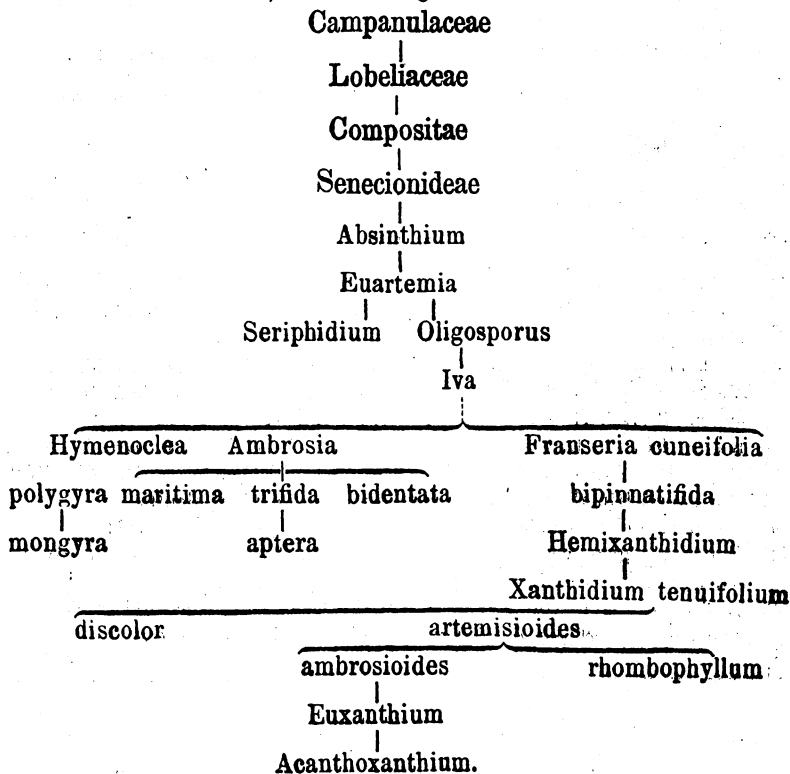 Campanulaceae
Lobeliaceae
Compositae
Senecionideae
Absinthium
Euartemia
Seriphidium Oligosporus
Iva
Hymenoclea Ambrosia Franseria cuneifolia
polygyra maritima trifida bidentata bipinnatifida
mongyra aptera Hemixanthidium
Xanthidium tenuifolium
discolor artemisioides
ambrosioides rhombophyllum
Euxanthium
Acanthoxanthium.